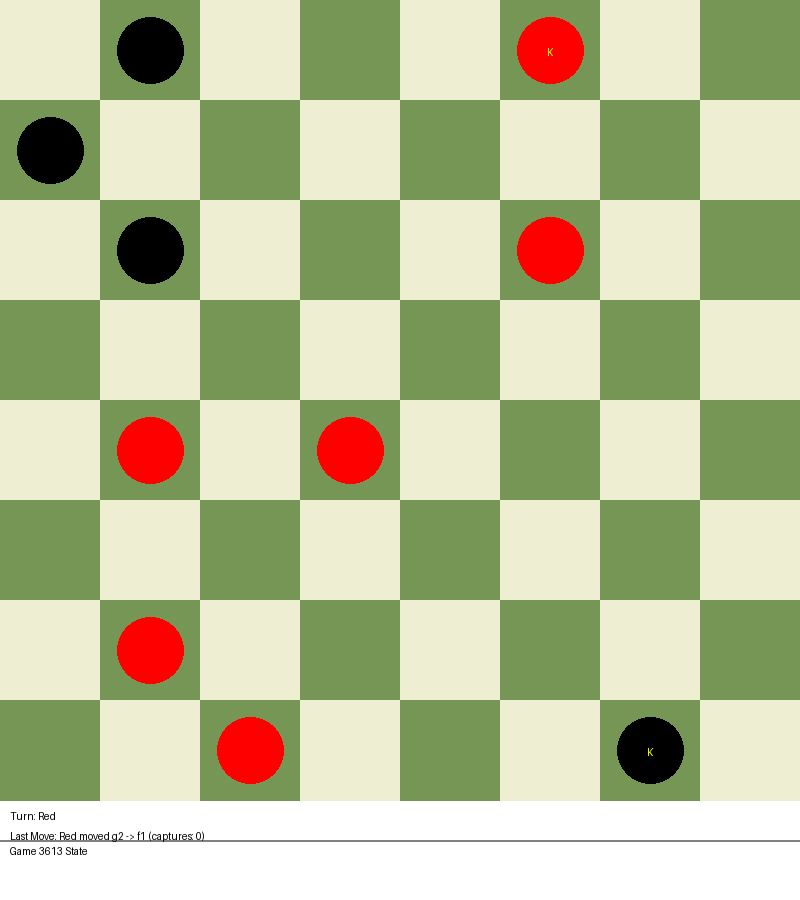 K
K
Turn: Red
Last Move: Red moved g2 -> f1 (captures: 0)
Game 3613 State